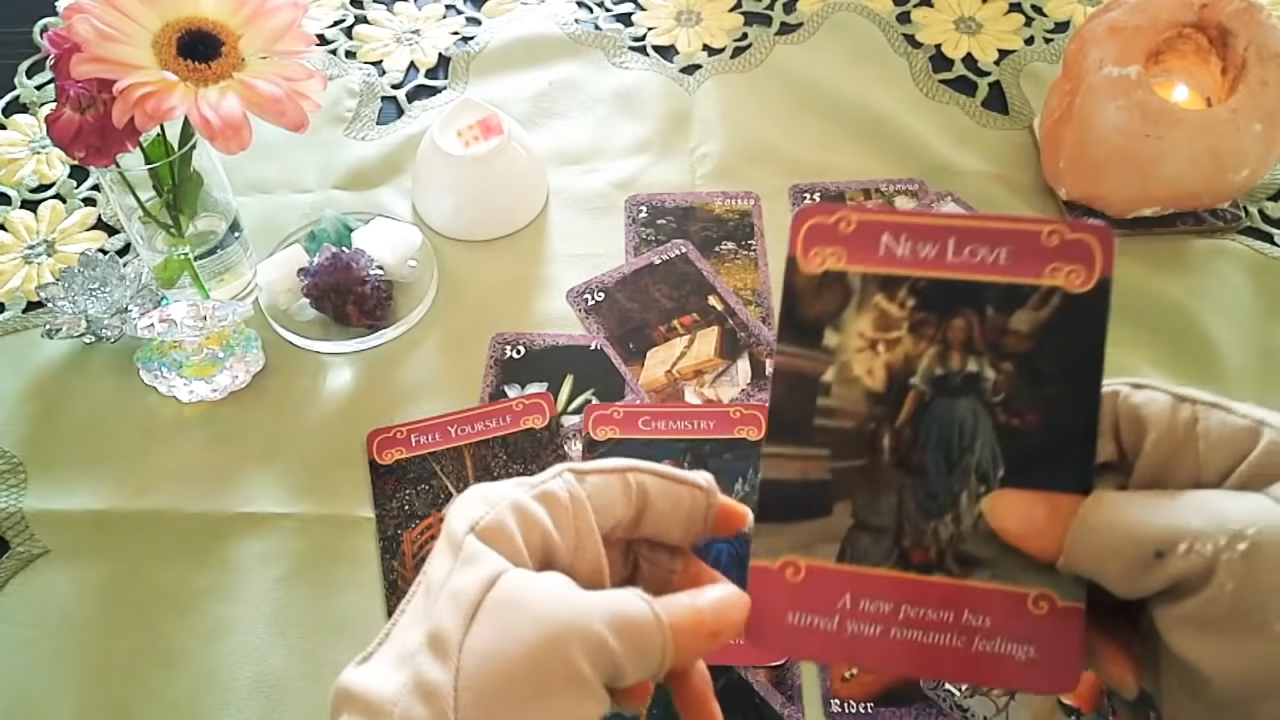 2
25
26
30
NEW LOVE
FREE YOURSELF
CHEMISTRY
A new person has
stirred your romantic feelings.
Rider